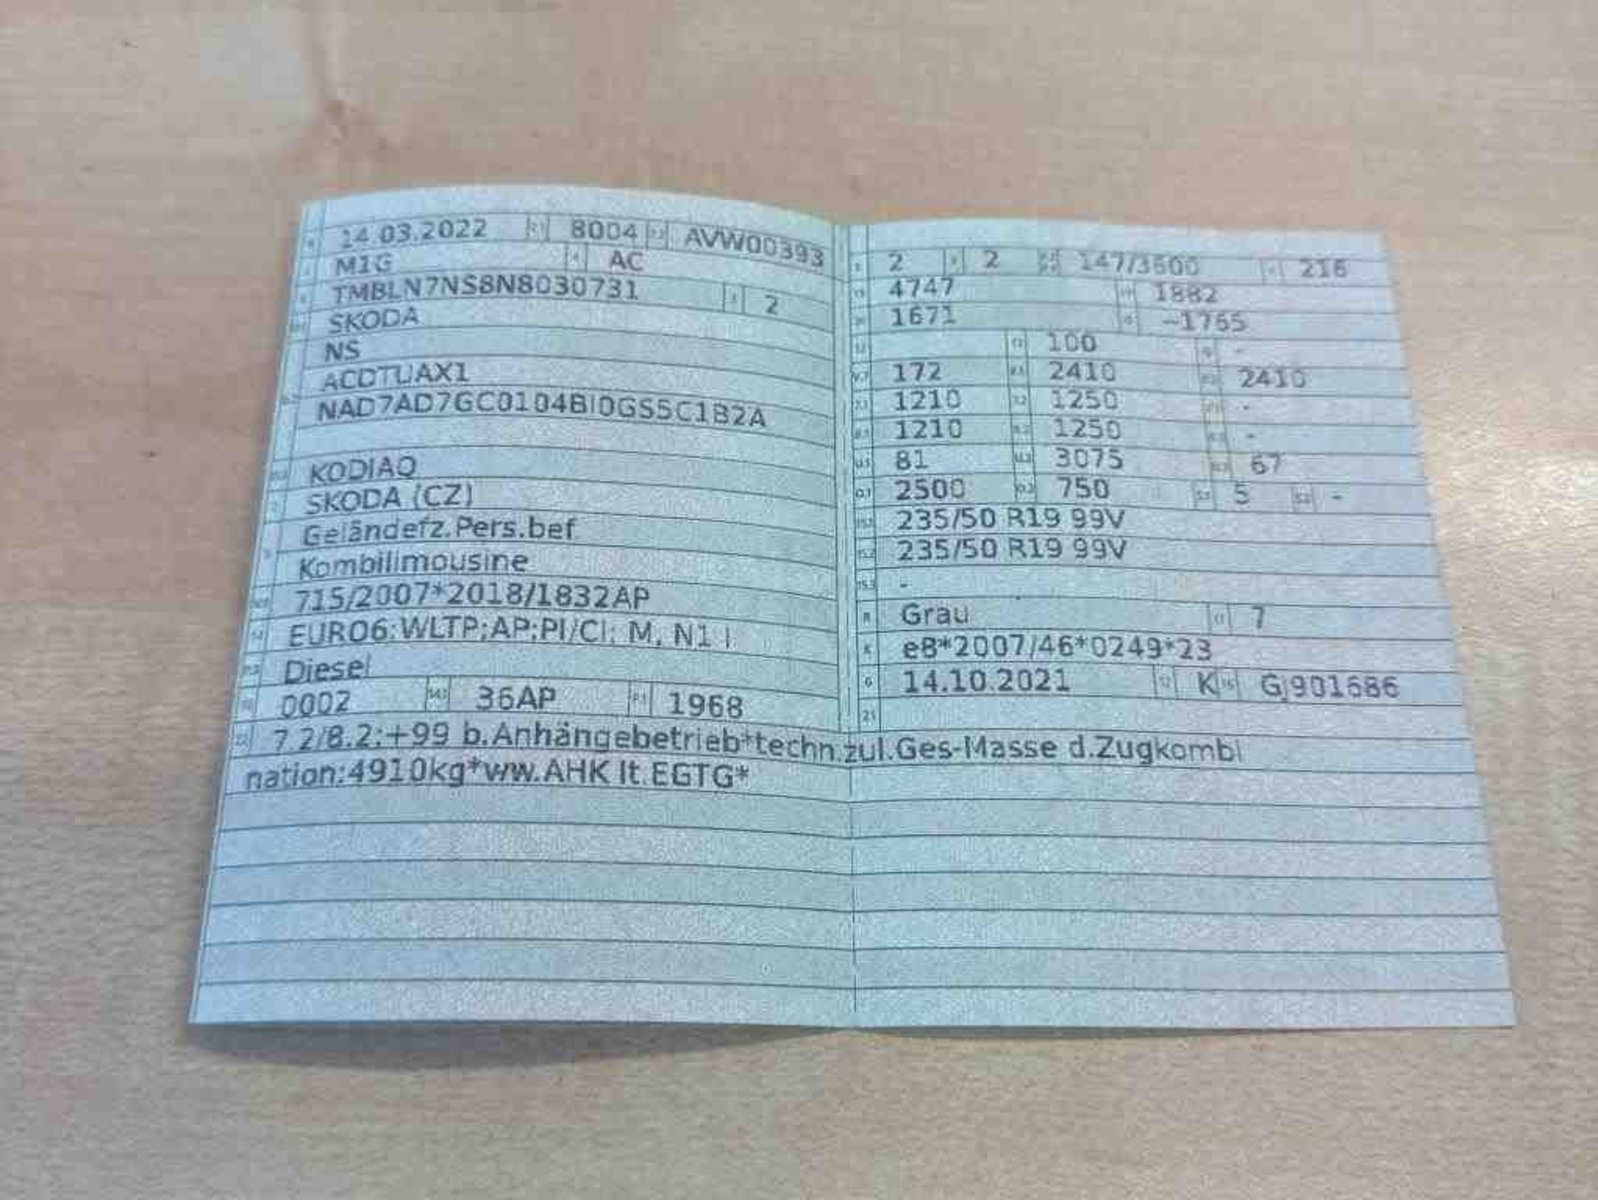 14.03.2022 8004 AVW00393
M1G AC
TMBLN7NS8N8030731 2
SKODA
NS
ACDTUAX1
NAD7AD7GC0104BI0GS5C1B2A
KODIAQ
SKODA (CZ)
Geländefz.Pers.bef
Kombilimousine
715/2007*2018/1832AP
EURO6;WLTP;AP;PI/CI; M, N1 I
Diesel
0002 36AP 1968
2 2 147/3500 216
4747 1882
1671 —1765
100 -
172 2410 2410
1210 1250 -
1210 1250 -
81 3075 67
2500 750 5 -
235/50 R19 99V
235/50 R19 99V
-
Grau 7
e8*2007/46*0249*23
14.10.2021 K GJ901686
21
7.2/8.2:+99 b.Anhängebetrieb*techn.zul.Ges-Masse d.Zugkombi
nation:4910kg*ww.AHK lt.EGTG*